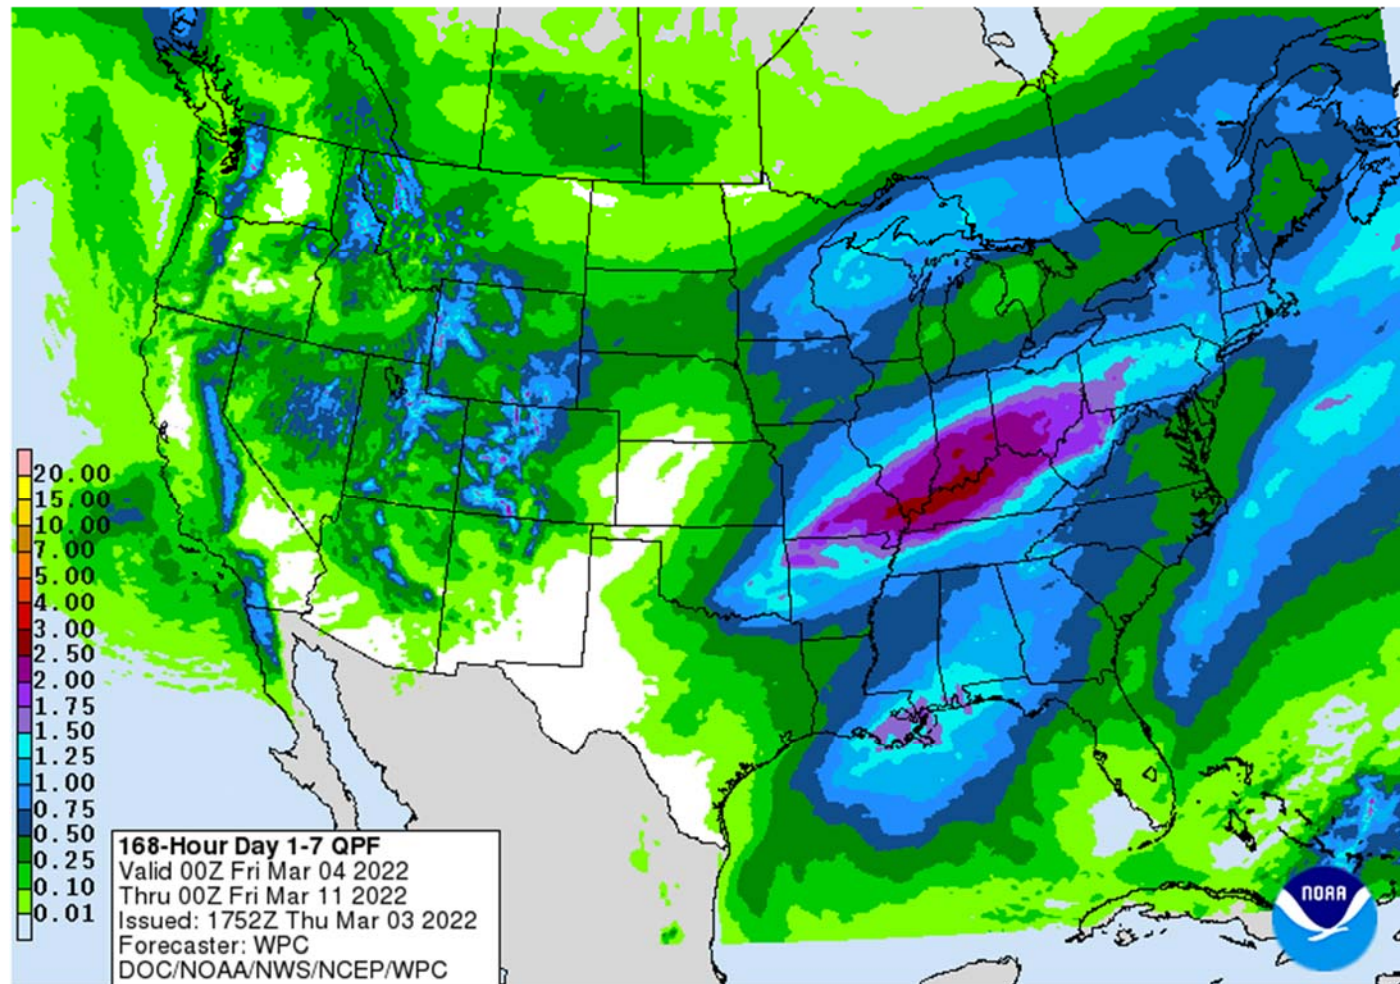 20.00
15.00
10.00
7.00
5.00
4.00
3.00
2.50
2.00
1.75
1.50
1.25
1.00
0.75
0.50
0.25
0.10
0.01
168-Hour Day 1-7 QPF
Valid 00Z Fri Mar 04 2022
Thru 00Z Fri Mar 11 2022
Issued: 1752Z Thu Mar 03 2022
Forecaster: WPC
DOC/NOAA/NWS/NCEP/WPC
NOAA